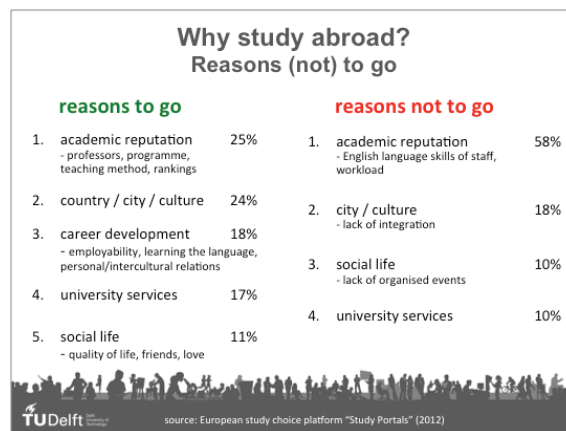 Why study abroad?
Reasons (not) to go
reasons to go
1. academic reputation 25%
- professors, programme,
teaching method, rankings
2. country / city / culture 24%
3. career development 18%
- employability, learning the language,
personal/intercultural relations
4. university services 17%
5. social life 11%
- quality of life, friends, love
reasons not to go
1. academic reputation 58%
- English language skills of staff,
workload
2. city / culture 18%
- lack of integration
3. social life 10%
- lack of organised events
4. university services 10%
TUDelft
Delft
University of
Technology
source: European study choice platform "Study Portals" (2012)